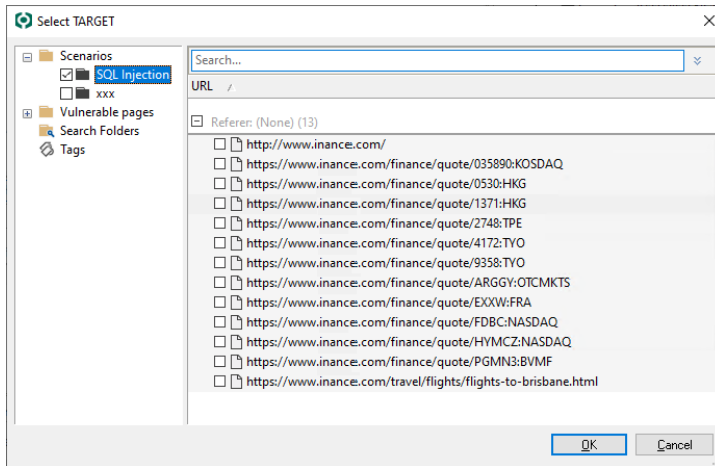 Select TARGET
Scenarios
SQL Injection
xxx
Vulnerable pages
Search Folders
Tags
Search...
URL
Referer: (None) (13)
http://www.inance.com/
https://www.inance.com/finance/quote/035890:KOSDAQ
https://www.inance.com/finance/quote/0530:HKG
https://www.inance.com/finance/quote/1371:HKG
https://www.inance.com/finance/quote/2748:TPE
https://www.inance.com/finance/quote/4172:TYO
https://www.inance.com/finance/quote/9358:TYO
https://www.inance.com/finance/quote/ARGGY:OTCMKTS
https://www.inance.com/finance/quote/EXXW:FRA
https://www.inance.com/finance/quote/FDBC:NASDAQ
https://www.inance.com/finance/quote/HYMCZ:NASDAQ
https://www.inance.com/finance/quote/PGMN3:BVMF
https://www.inance.com/travel/flights/flights-to-brisbane.html
OK
Cancel